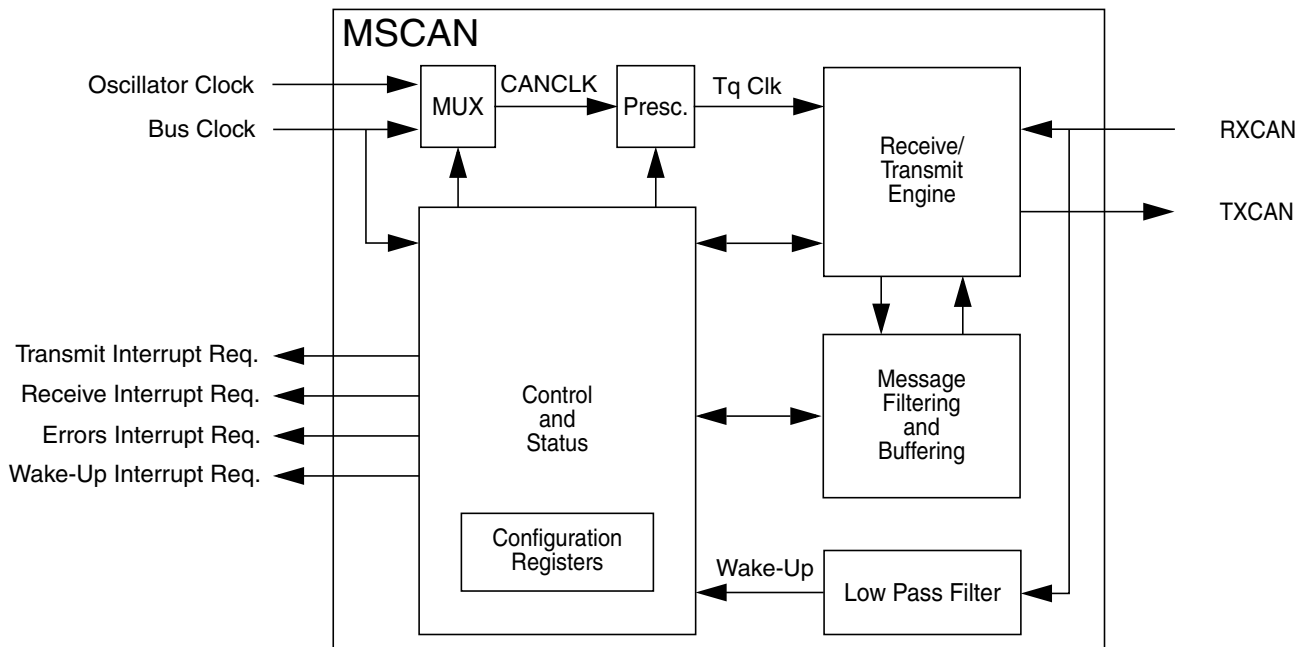 MSCAN
Oscillator Clock
MUX
CANCLK
Presc.
Tq Clk
Bus Clock
RXCAN
Receive/
Transmit
Engine
TXCAN
Transmit Interrupt Req.
Receive Interrupt Req.
Errors Interrupt Req.
Wake-Up Interrupt Req.
Control
and
Status
Message
Filtering
and
Buffering
Configuration
Registers
Wake-Up
Low Pass Filter